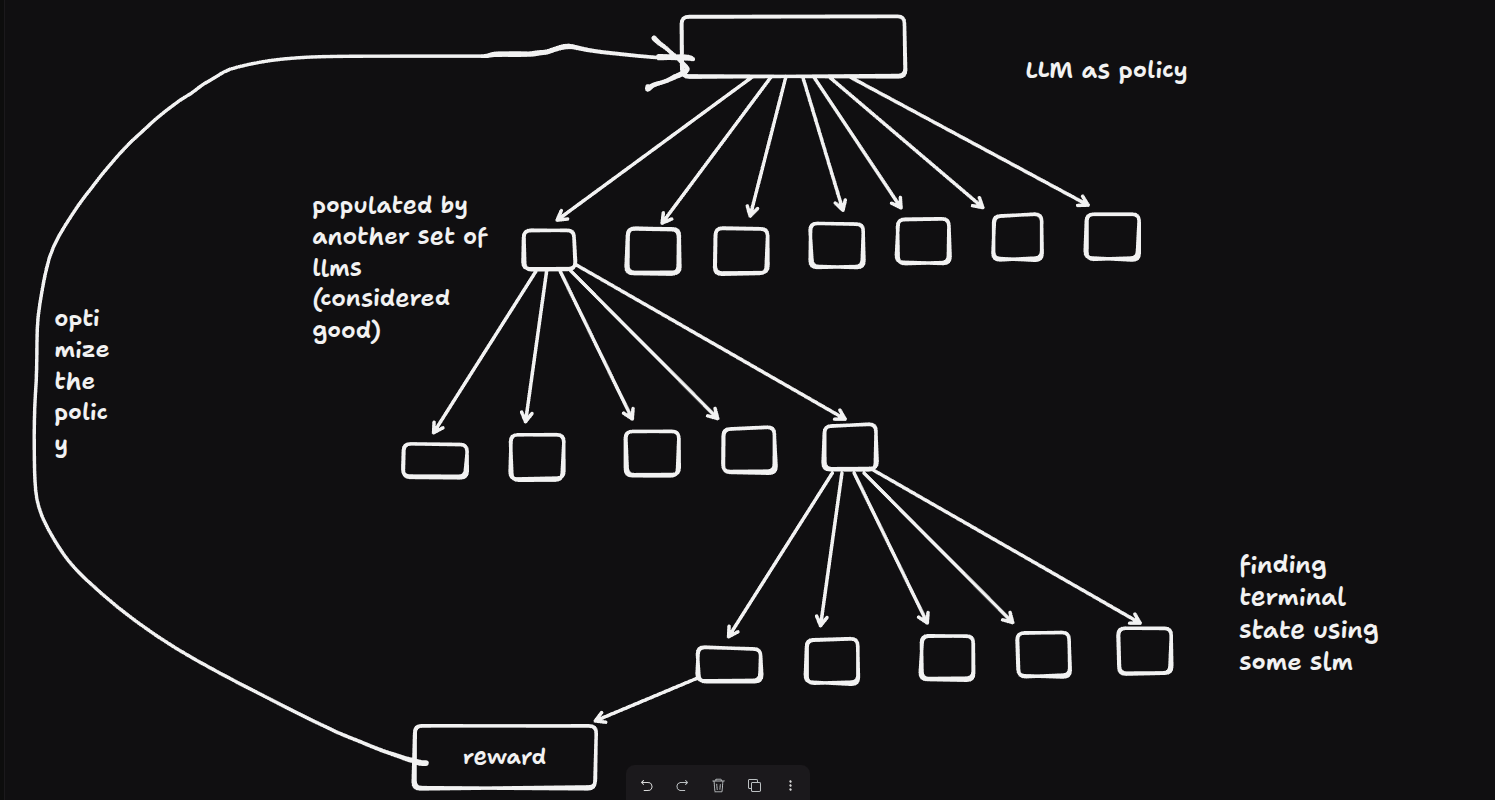 LLM as policy
populated by
another set of
llms
(considered
good)
opti
mize
the
polic
y
finding
terminal
state using
some slm
reward